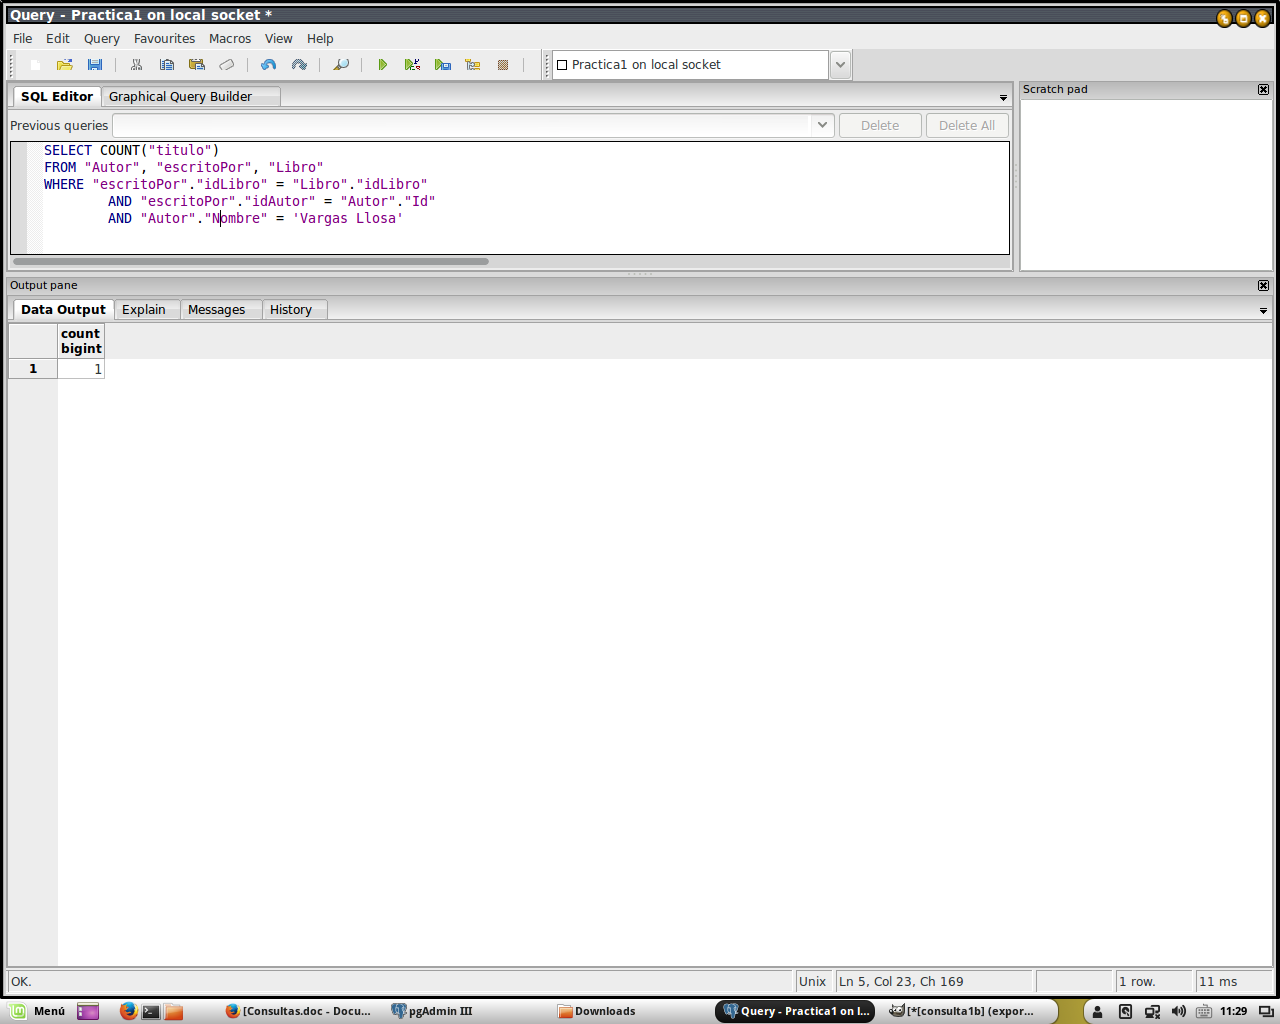 Query - Practica1 on local socket *
File Edit Query Favourites Macros View Help
Practica1 on local socket
SQL Editor Graphical Query Builder
Previous queries Delete Delete All
SELECT COUNT("titulo")
FROM "Autor", "escritoPor", "Libro"
WHERE "escritoPor"."idLibro" = "Libro"."idLibro"
AND "escritoPor"."idAutor" = "Autor"."Id"
AND "Autor"."Nombre" = 'Vargas Llosa'
Scratch pad
Output pane
Data Output Explain Messages History
count
bigint
1 1
OK. Unix Ln 5, Col 23, Ch 169 1 row. 11 ms
Menú [Consultas.doc - Docu... pgAdmin III Downloads Query - Practica1 on l... [*[consulta1b] (expor... 11:29